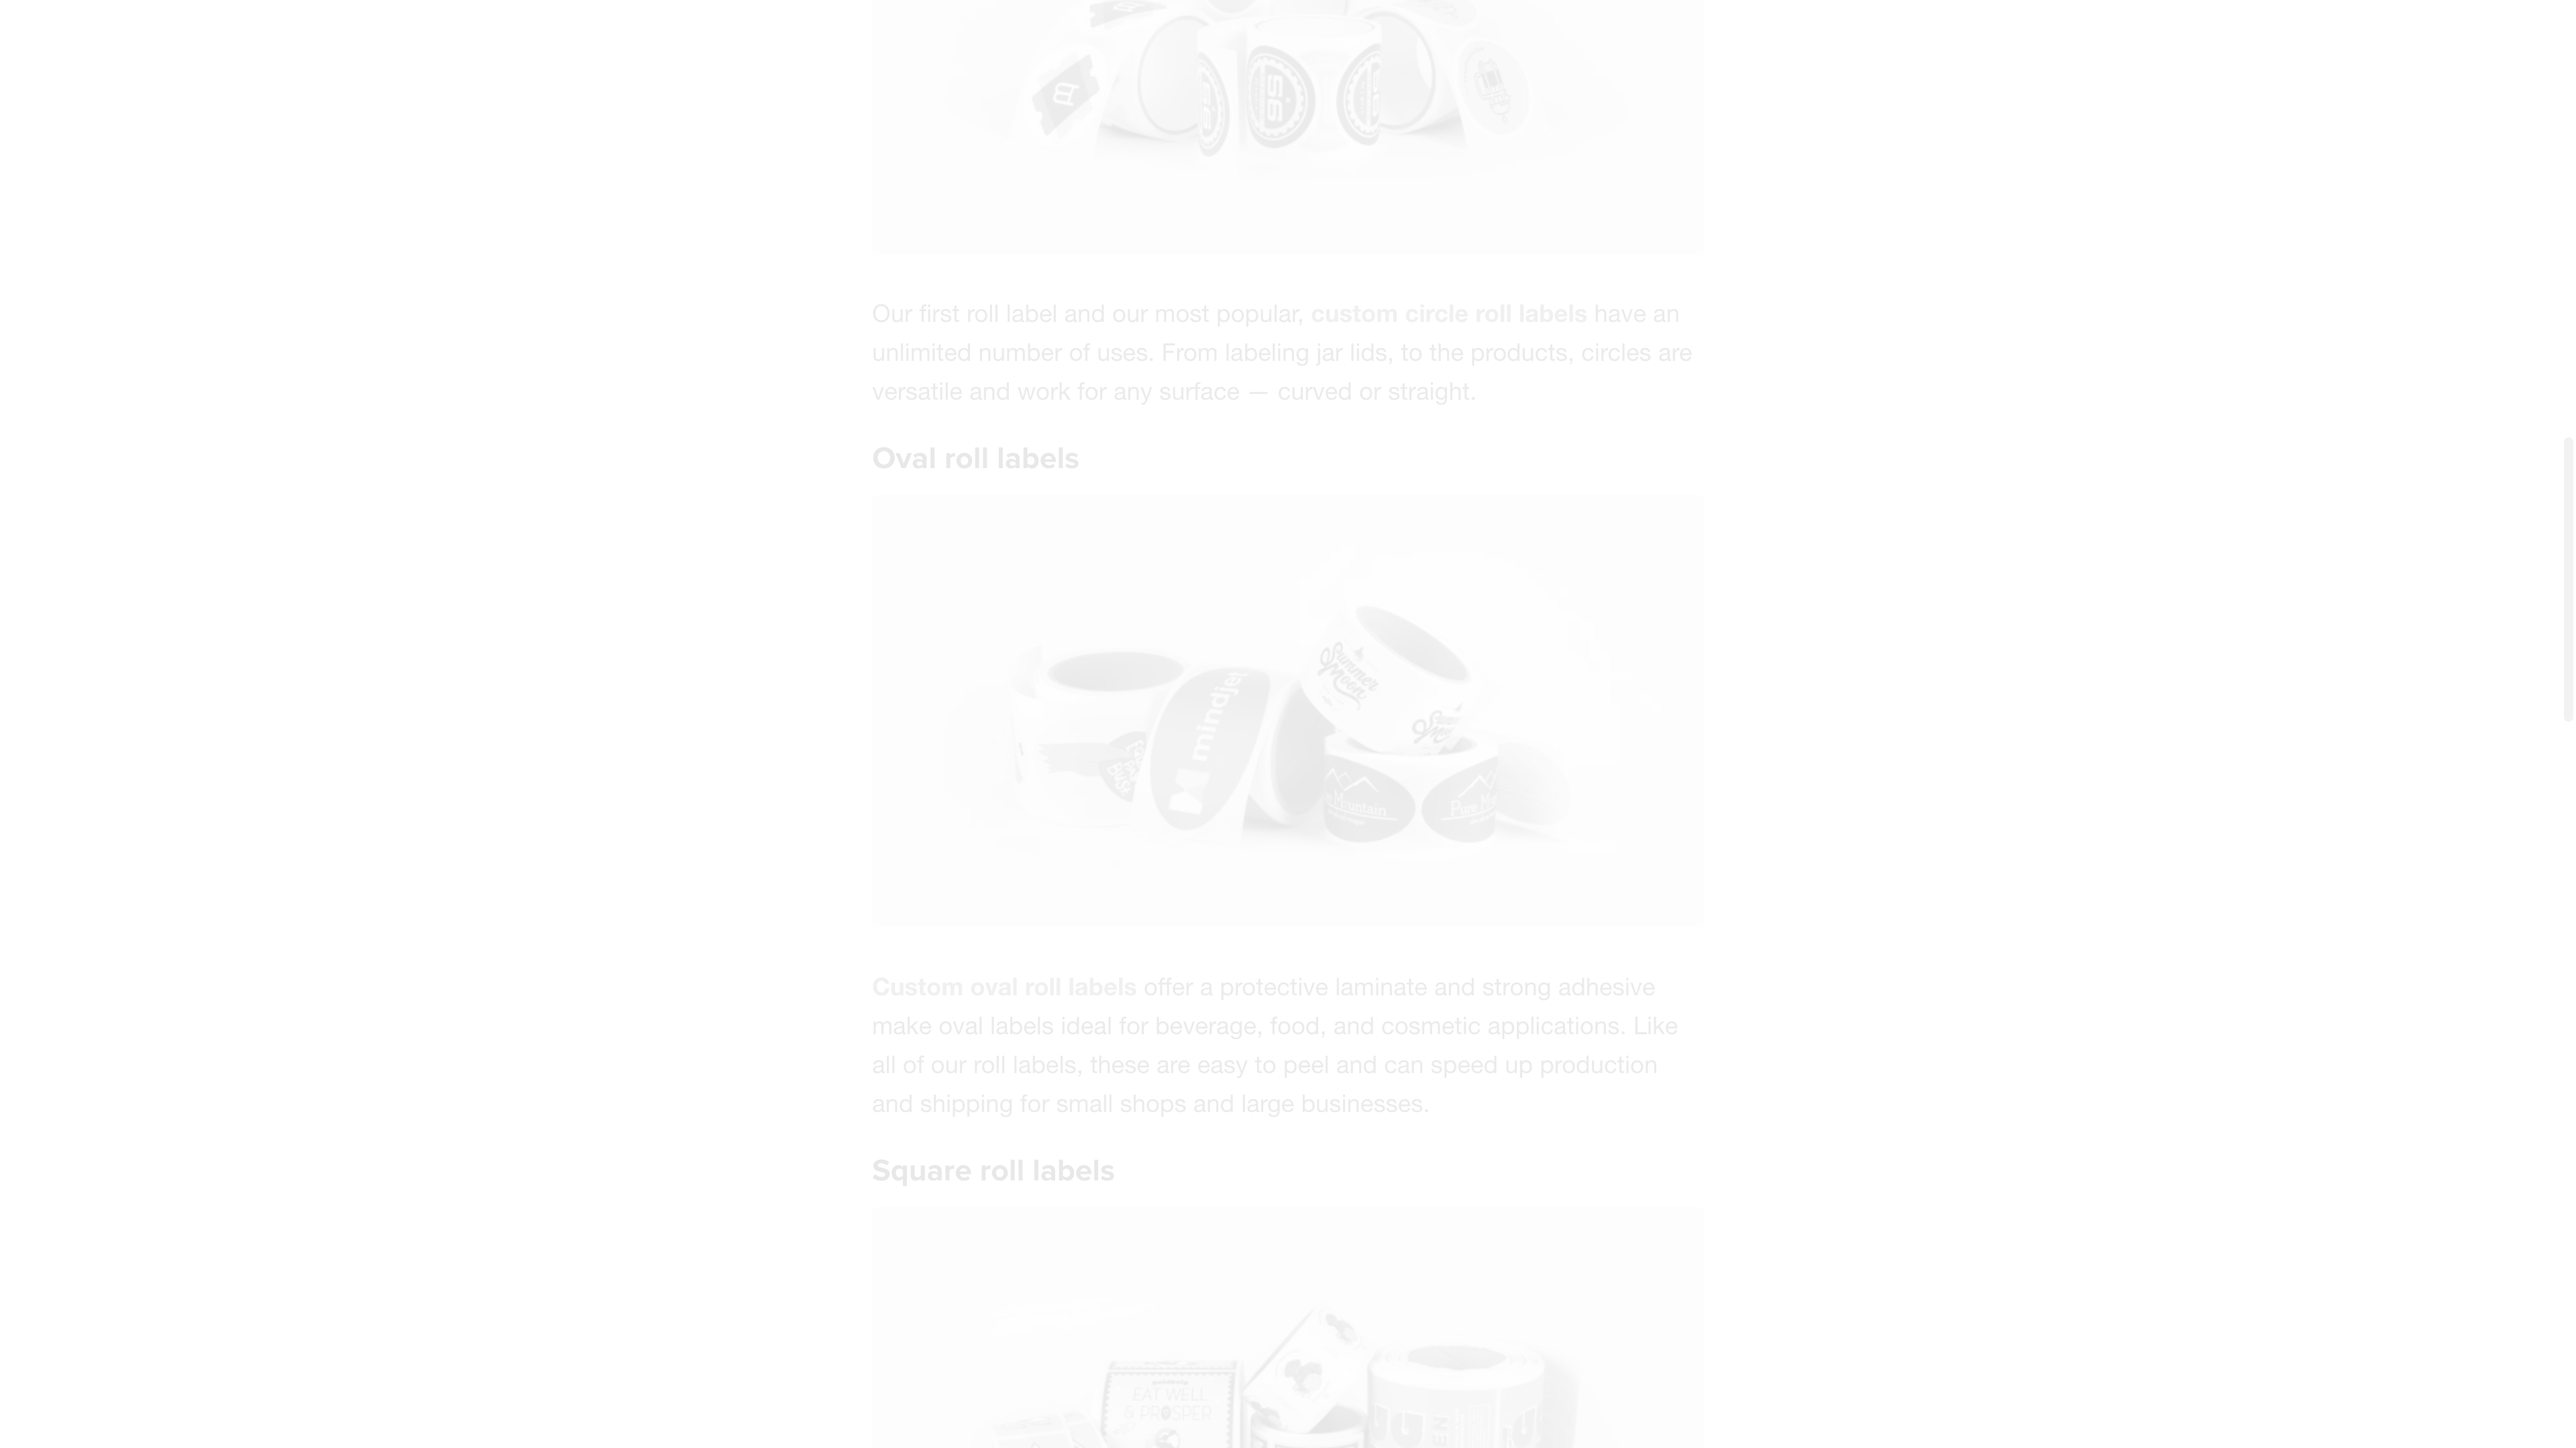 Our first roll label and our most popular, custom circle roll labels have an
unlimited number of uses. From labeling jar lids, to the products, circles are
versatile and work for any surface — curved or straight.
Oval roll labels
mindje
Summer
Moon
Mountain
Pure
Custom oval roll labels offer a protective laminate and strong adhesive
make oval labels ideal for beverage, food, and cosmetic applications. Like
all of our roll labels, these are easy to peel and can speed up production
and shipping for small shops and large businesses.
Square roll labels
EAT WELL
& PROSPER